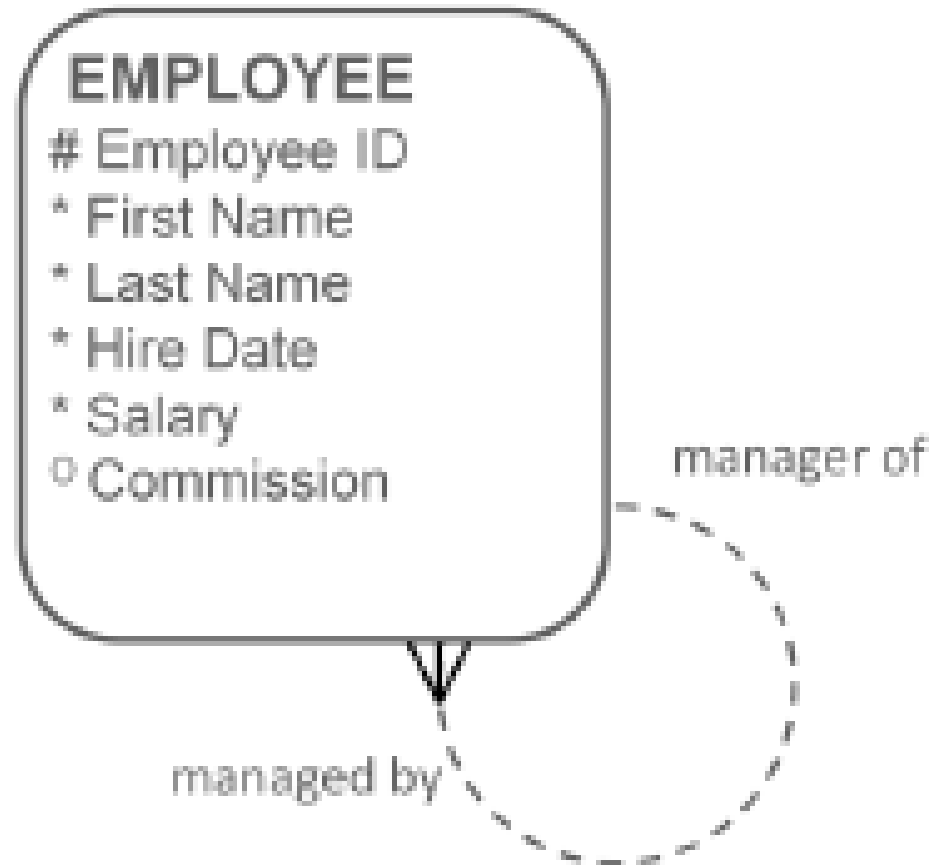 EMPLOYEE
# Employee ID
* First Name
* Last Name
* Hire Date
* Salary
o Commission
manager of
managed by